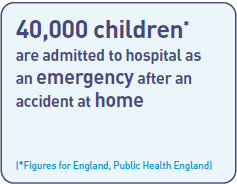 40,000 children*
are admitted to hospital as
an emergency after an
accident at home
(*Figures for England, Public Health England)